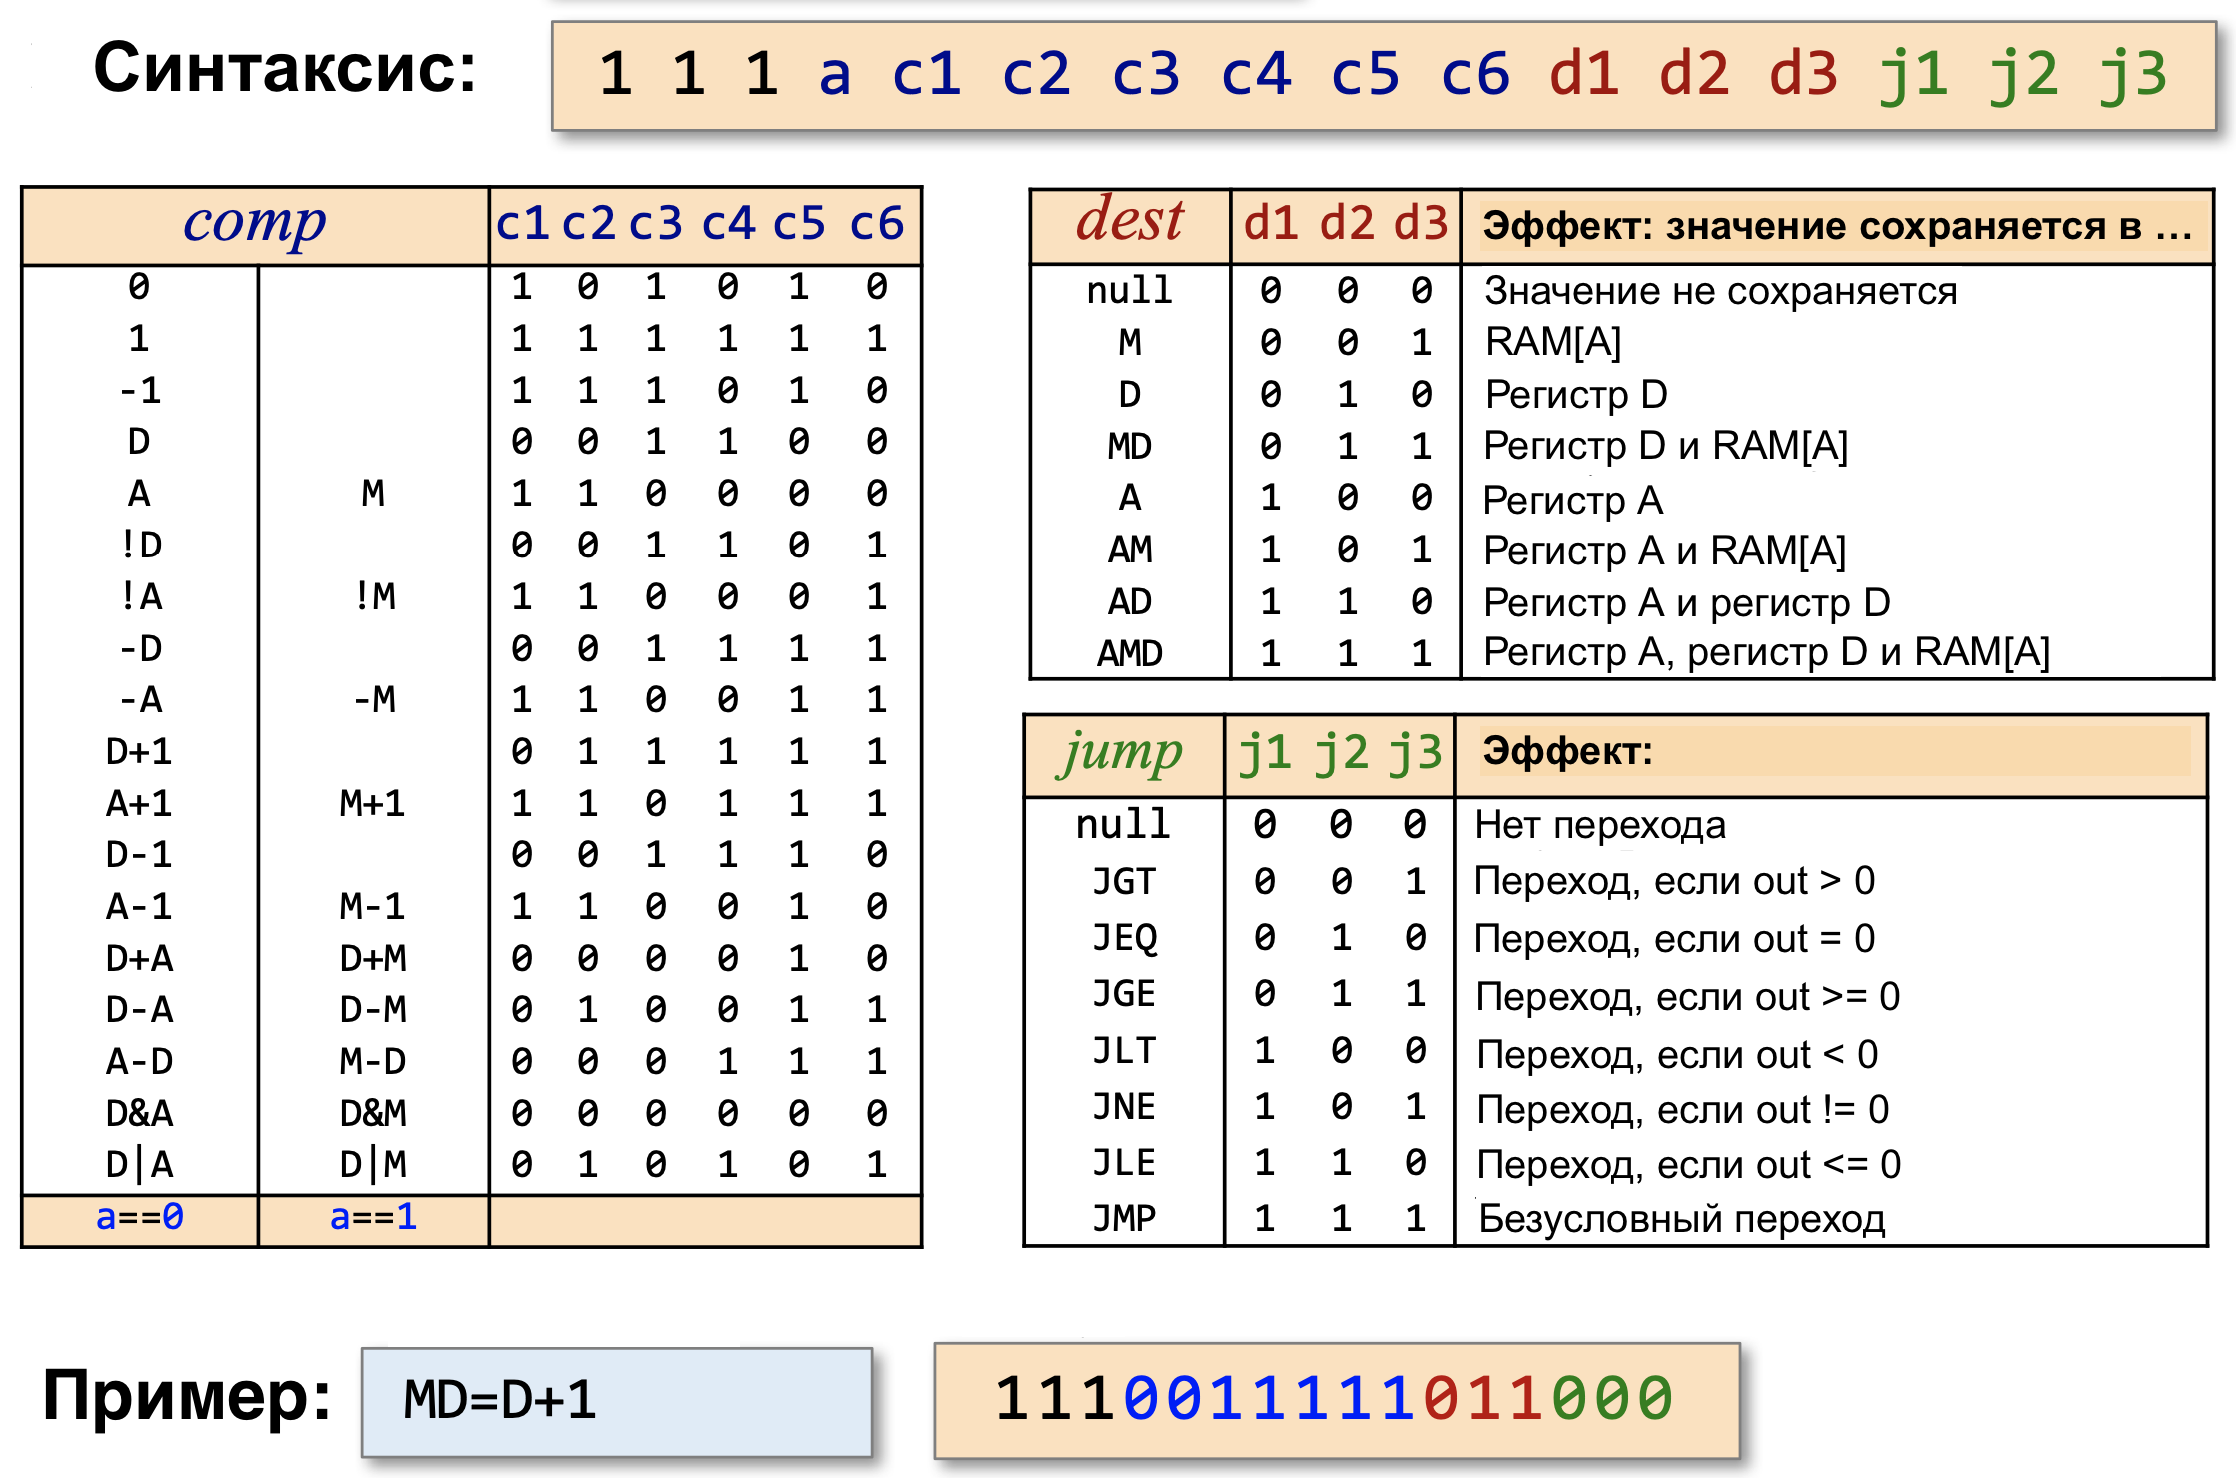 Синтаксис: 1 1 1 a c1 c2 c3 c4 c5 c6 d1 d2 d3 j1 j2 j3
comp c1 c2 c3 c4 c5 c6
0 1 0 1 0 1 0
1 1 1 1 1 1 1
-1 1 1 1 0 1 0
D 0 0 1 1 0 0
A M 1 1 0 0 0 0
!D 0 0 1 1 0 1
!A !M 1 1 0 0 0 1
-D 0 0 1 1 1 1
-A -M 1 1 0 0 1 1
D+1 0 1 1 1 1 1
A+1 M+1 1 1 0 1 1 1
D-1 0 0 1 1 1 0
A-1 M-1 1 1 0 0 1 0
D+A D+M 0 0 0 0 1 0
D-A D-M 0 1 0 0 1 1
A-D M-D 0 0 0 1 1 1
D&A D&M 0 0 0 0 0 0
D|A D|M 0 1 0 1 0 1
a==0 a==1
dest d1 d2 d3 Эффект: значение сохраняется в ...
null 0 0 0 Значение не сохраняется
M 0 0 1 RAM[A]
D 0 1 0 Регистр D
MD 0 1 1 Регистр D и RAM[A]
A 1 0 0 Регистр A
AM 1 0 1 Регистр A и RAM[A]
AD 1 1 0 Регистр A и регистр D
AMD 1 1 1 Регистр A, регистр D и RAM[A]
jump j1 j2 j3 Эффект:
null 0 0 0 Нет перехода
JGT 0 0 1 Переход, если out > 0
JEQ 0 1 0 Переход, если out = 0
JGE 0 1 1 Переход, если out >= 0
JLT 1 0 0 Переход, если out < 0
JNE 1 0 1 Переход, если out != 0
JLE 1 1 0 Переход, если out <= 0
JMP 1 1 1 Безусловный переход
Пример: MD=D+1 1110011111011000